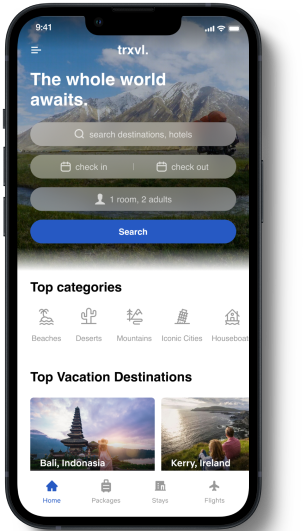 9:41
trxvl.
The whole world
awaits.
search destinations, hotels
check in | check out
1 room, 2 adults
Search
Top categories
Beaches Deserts Mountains Iconic Cities Houseboat
Top Vacation Destinations
Bali, Indonasia Kerry, Ireland
Home Packages Stays Flights